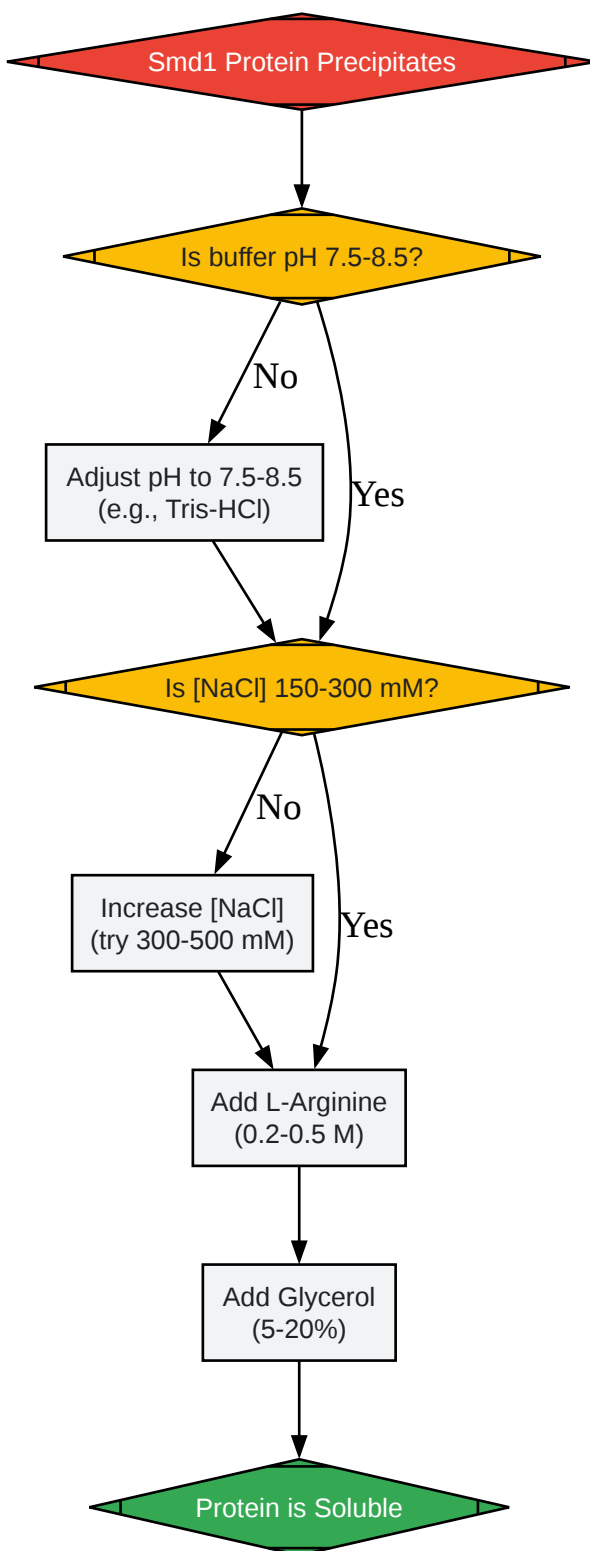 Smd1 Protein Precipitates
Is buffer pH 7.5-8.5?
No
Adjust pH to 7.5-8.5
(e.g., Tris-HCl)
Yes
Is [NaCl] 150-300 mM?
No
Increase [NaCl]
(try 300-500 mM)
Yes
Add L-Arginine
(0.2-0.5 M)
Add Glycerol
(5-20%)
Protein is Soluble